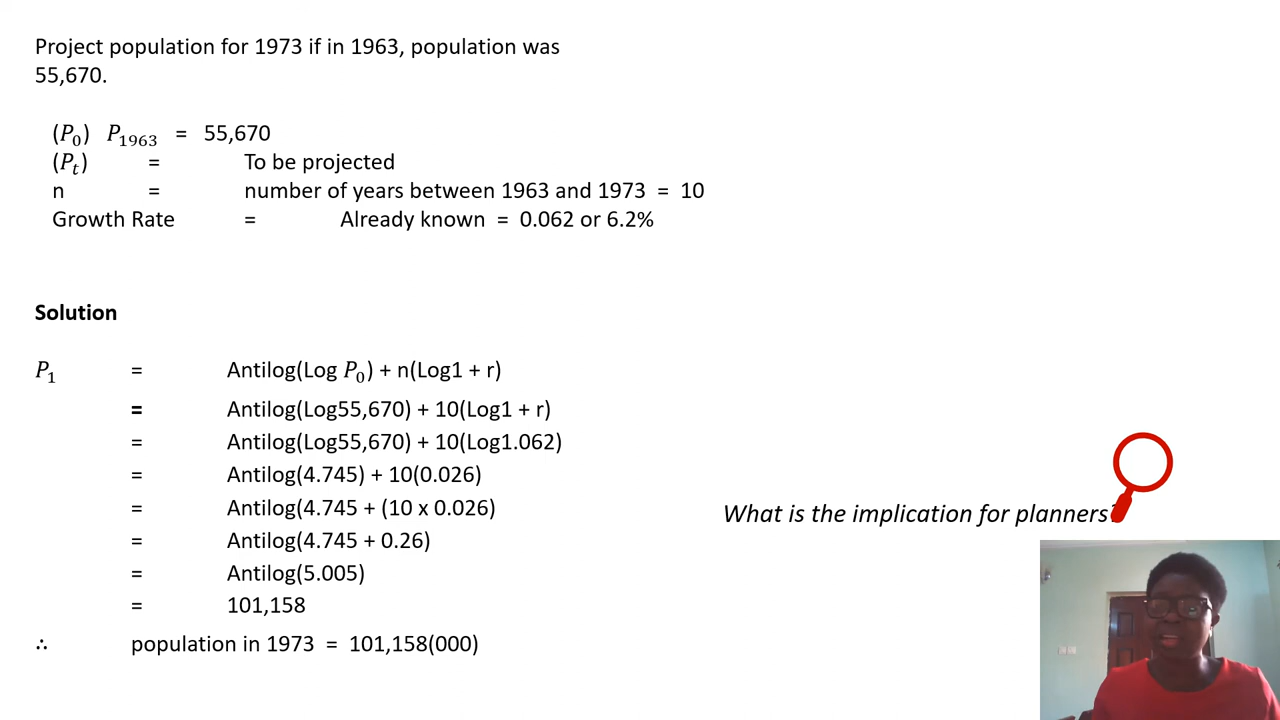 Project population for 1973 if in 1963, population was
55,670.
(P₀) P₁₉₆₃ = 55,670
(Pₜ) = To be projected
n = number of years between 1963 and 1973 = 10
Growth Rate = Already known = 0.062 or 6.2%
Solution
P₁ = Antilog(Log P₀) + n(Log1 + r)
= Antilog(Log55,670) + 10(Log1 + r)
= Antilog(Log55,670) + 10(Log1.062)
= Antilog(4.745) + 10(0.026)
= Antilog(4.745 + (10 x 0.026)
= Antilog(4.745 + 0.26)
= Antilog(5.005)
= 101,158
∴ population in 1973 = 101,158(000)
What is the implication for planners?